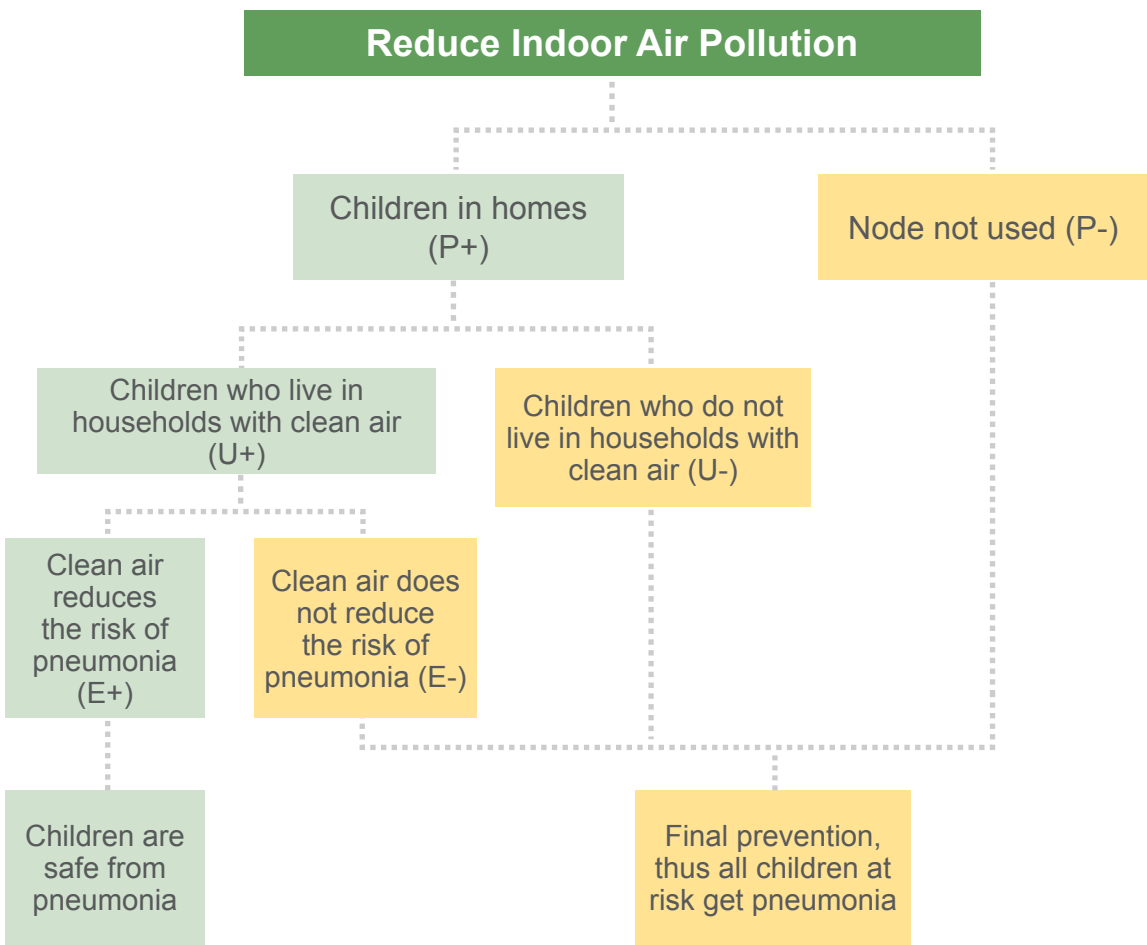 Reduce Indoor Air Pollution
Children in homes
(P+)
Node not used (P-)
Children who live in
households with clean air
(U+)
Children who do not
live in households with
clean air (U-)
Clean air
reduces
the risk of
pneumonia
(E+)
Clean air does
not reduce
the risk of
pneumonia (E-)
Children are
safe from
pneumonia
Final prevention,
thus all children at
risk get pneumonia